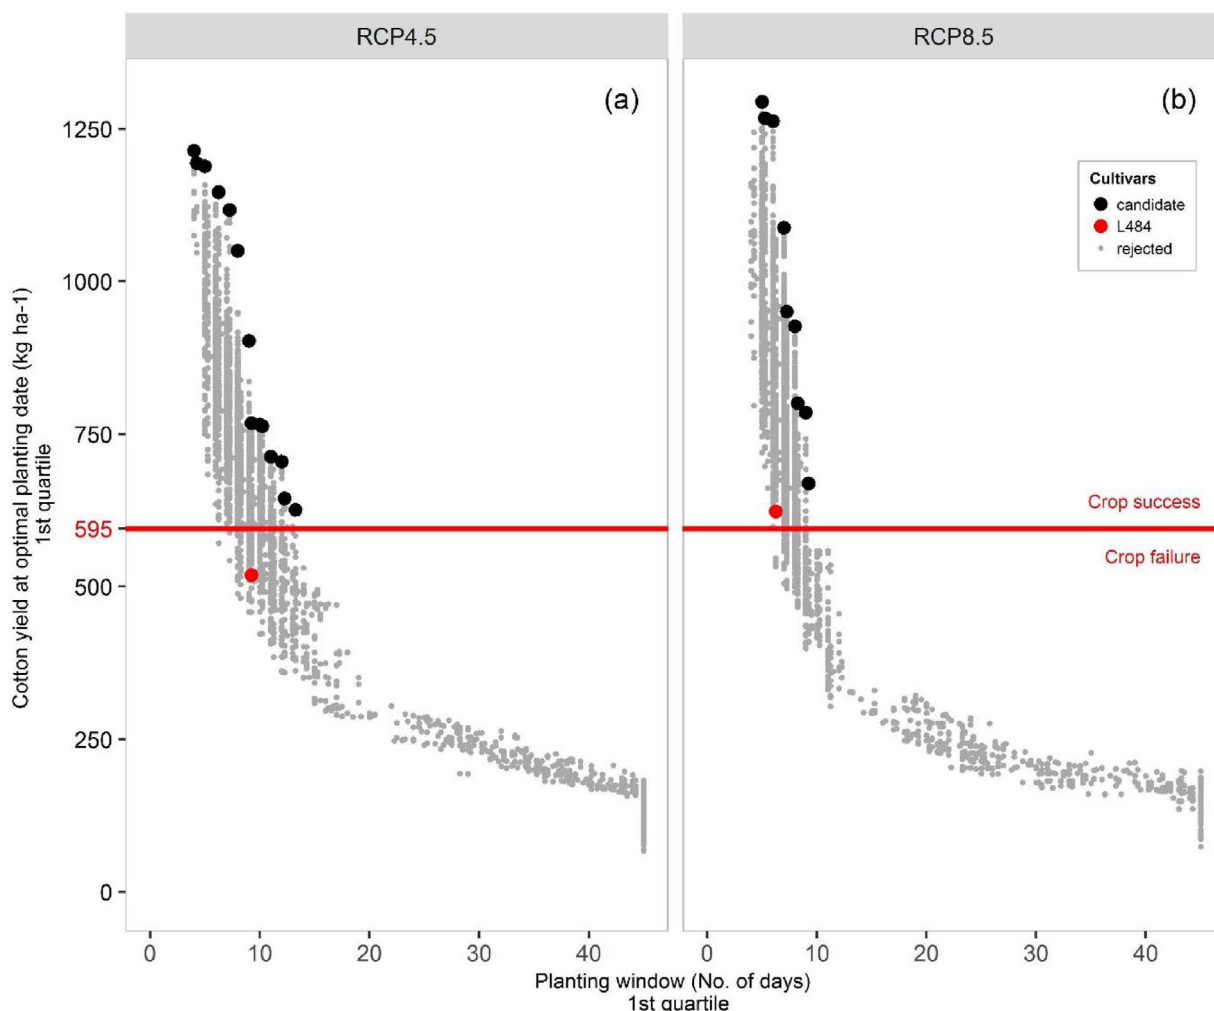 RCP4.5
RCP8.5
(a)
(b)
1250
1000
750
595
500
250
0
Cotton yield at optimal planting date (kg ha-1)
1st quartile
Cultivars
candidate
L484
rejected
Crop success
Crop failure
0 10 20 30 40
0 10 20 30 40
Planting window (No. of days)
1st quartile